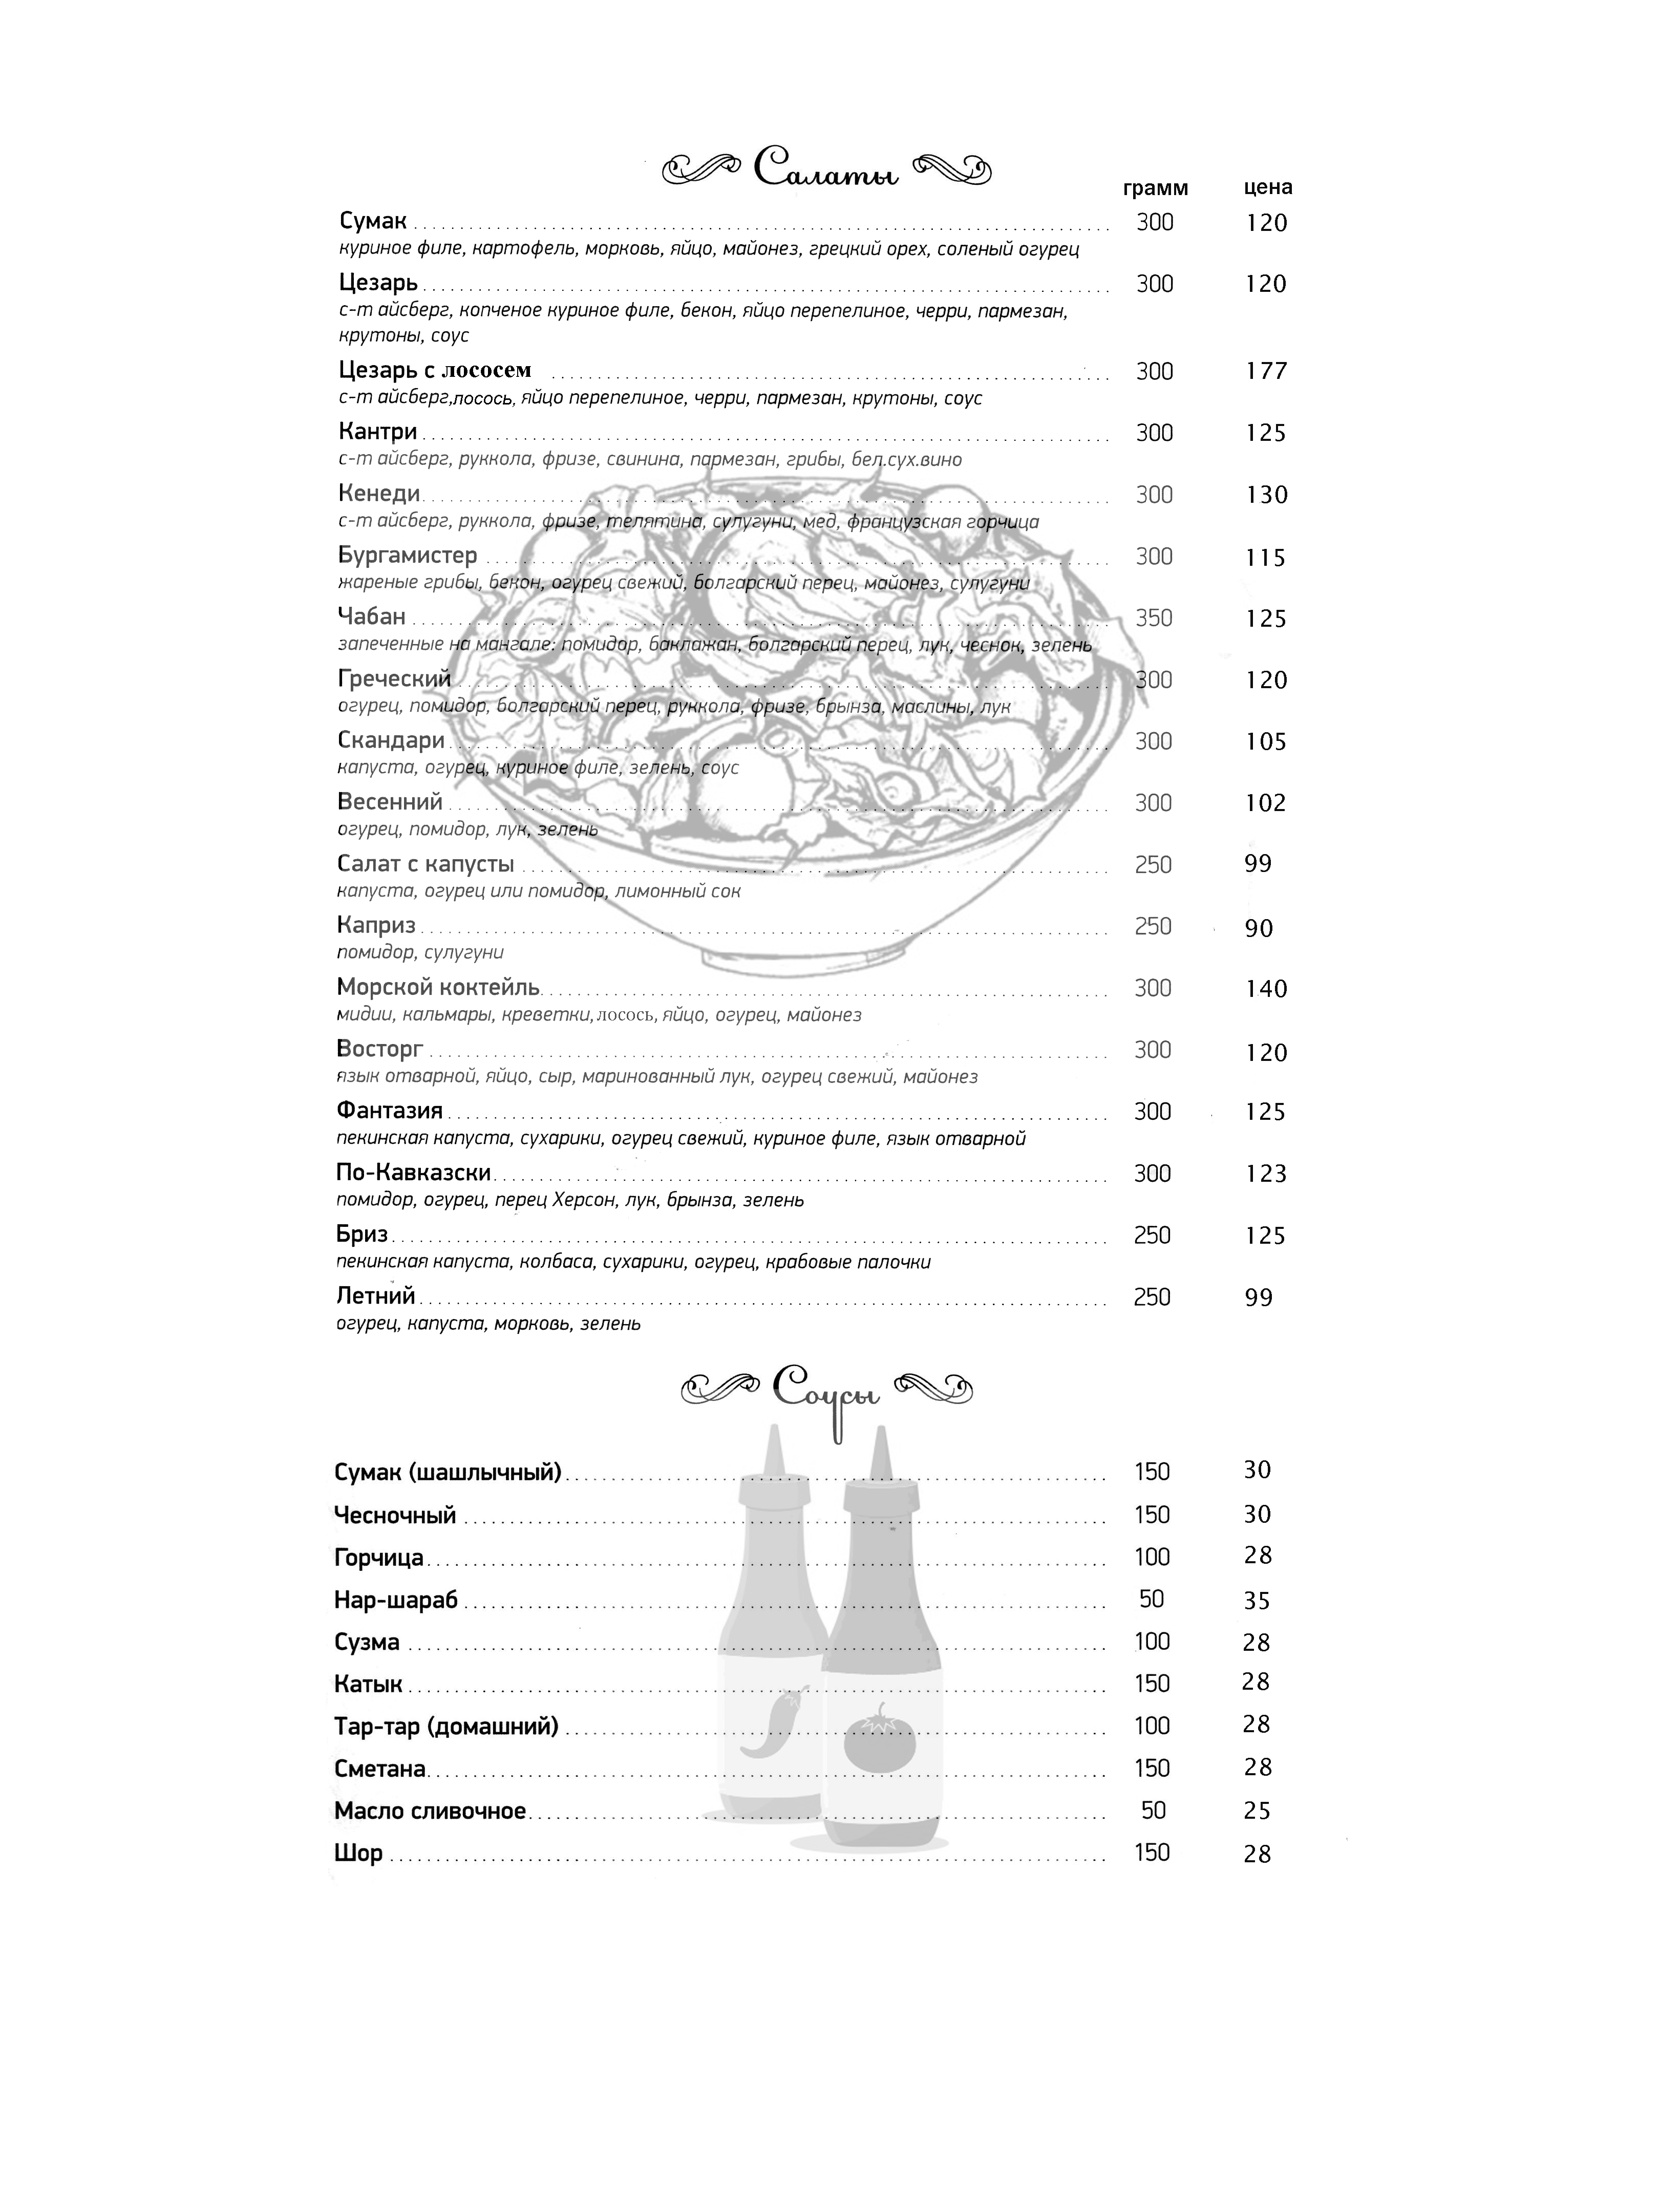 Салаты
грамм цена
Сумак 300 120
куриное филе, картофель, морковь, яйцо, майонез, грецкий орех, соленый огурец
Цезарь 300 120
с-т айсберг, копченое куриное филе, бекон, яйцо перепелиное, черри, пармезан,
крутоны, соус
Цезарь с лососем 300 177
с-т айсберг,лосось, яйцо перепелиное, черри, пармезан, крутоны, соус
Кантри 300 125
с-т айсберг, руккола, фризе, свинина, пармезан, грибы, бел.сух.вино
Кенеди 300 130
с-т айсберг, руккола, фризе, телятина, сулугуни, мед, французская горчица
Бургамистер 300 115
жареные грибы, бекон, огурец свежий, болгарский перец, майонез, сулугуни
Чабан 350 125
запеченные на мангале: помидор, баклажан, болгарский перец, лук, чеснок, зелень
Греческий 300 120
огурец, помидор, болгарский перец, руккола, фризе, брынза, маслины, лук
Скандари 300 105
капуста, огурец, куриное филе, зелень, соус
Весенний 300 102
огурец, помидор, лук, зелень
Салат с капусты 250 99
капуста, огурец или помидор, лимонный сок
Каприз 250 90
помидор, сулугуни
Морской коктейль 300 140
мидии, кальмары, креветки, лосось, яйцо, огурец, майонез
Восторг 300 120
язык отварной, яйцо, сыр, маринованный лук, огурец свежий, майонез
Фантазия 300 125
пекинская капуста, сухарики, огурец свежий, куриное филе, язык отварной
По-Кавказски 300 123
помидор, огурец, перец Херсон, лук, брынза, зелень
Бриз 250 125
пекинская капуста, колбаса, сухарики, огурец, крабовые палочки
Летний 250 99
огурец, капуста, морковь, зелень
Соусы
Сумак (шашлычный) 150 30
Чесночный 150 30
Горчица 100 28
Нар-шараб 50 35
Сузма 100 28
Катык 150 28
Тар-тар (домашний) 100 28
Сметана 150 28
Масло сливочное 50 25
Шор 150 28